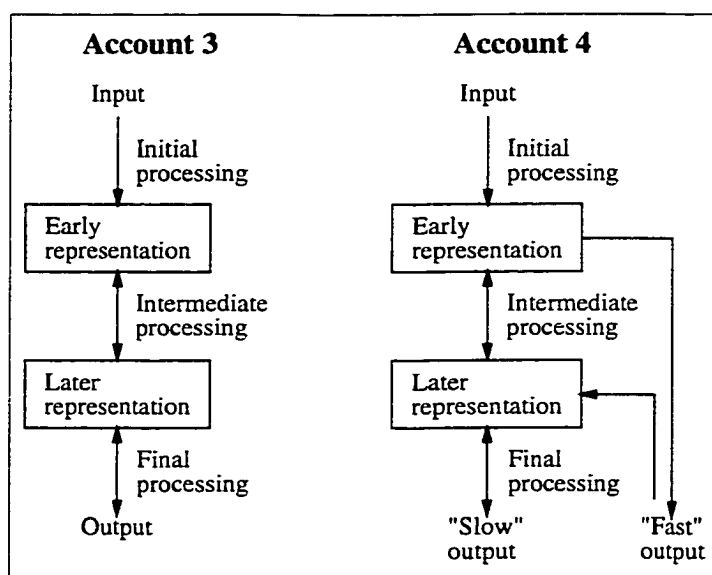 Account 3
Input
Initial
processing
Early
representation
Intermediate
processing
Later
representation
Final
processing
Output
Account 4
Input
Initial
processing
Early
representation
Intermediate
processing
Later
representation
Final
processing
"Slow"
output
"Fast"
output